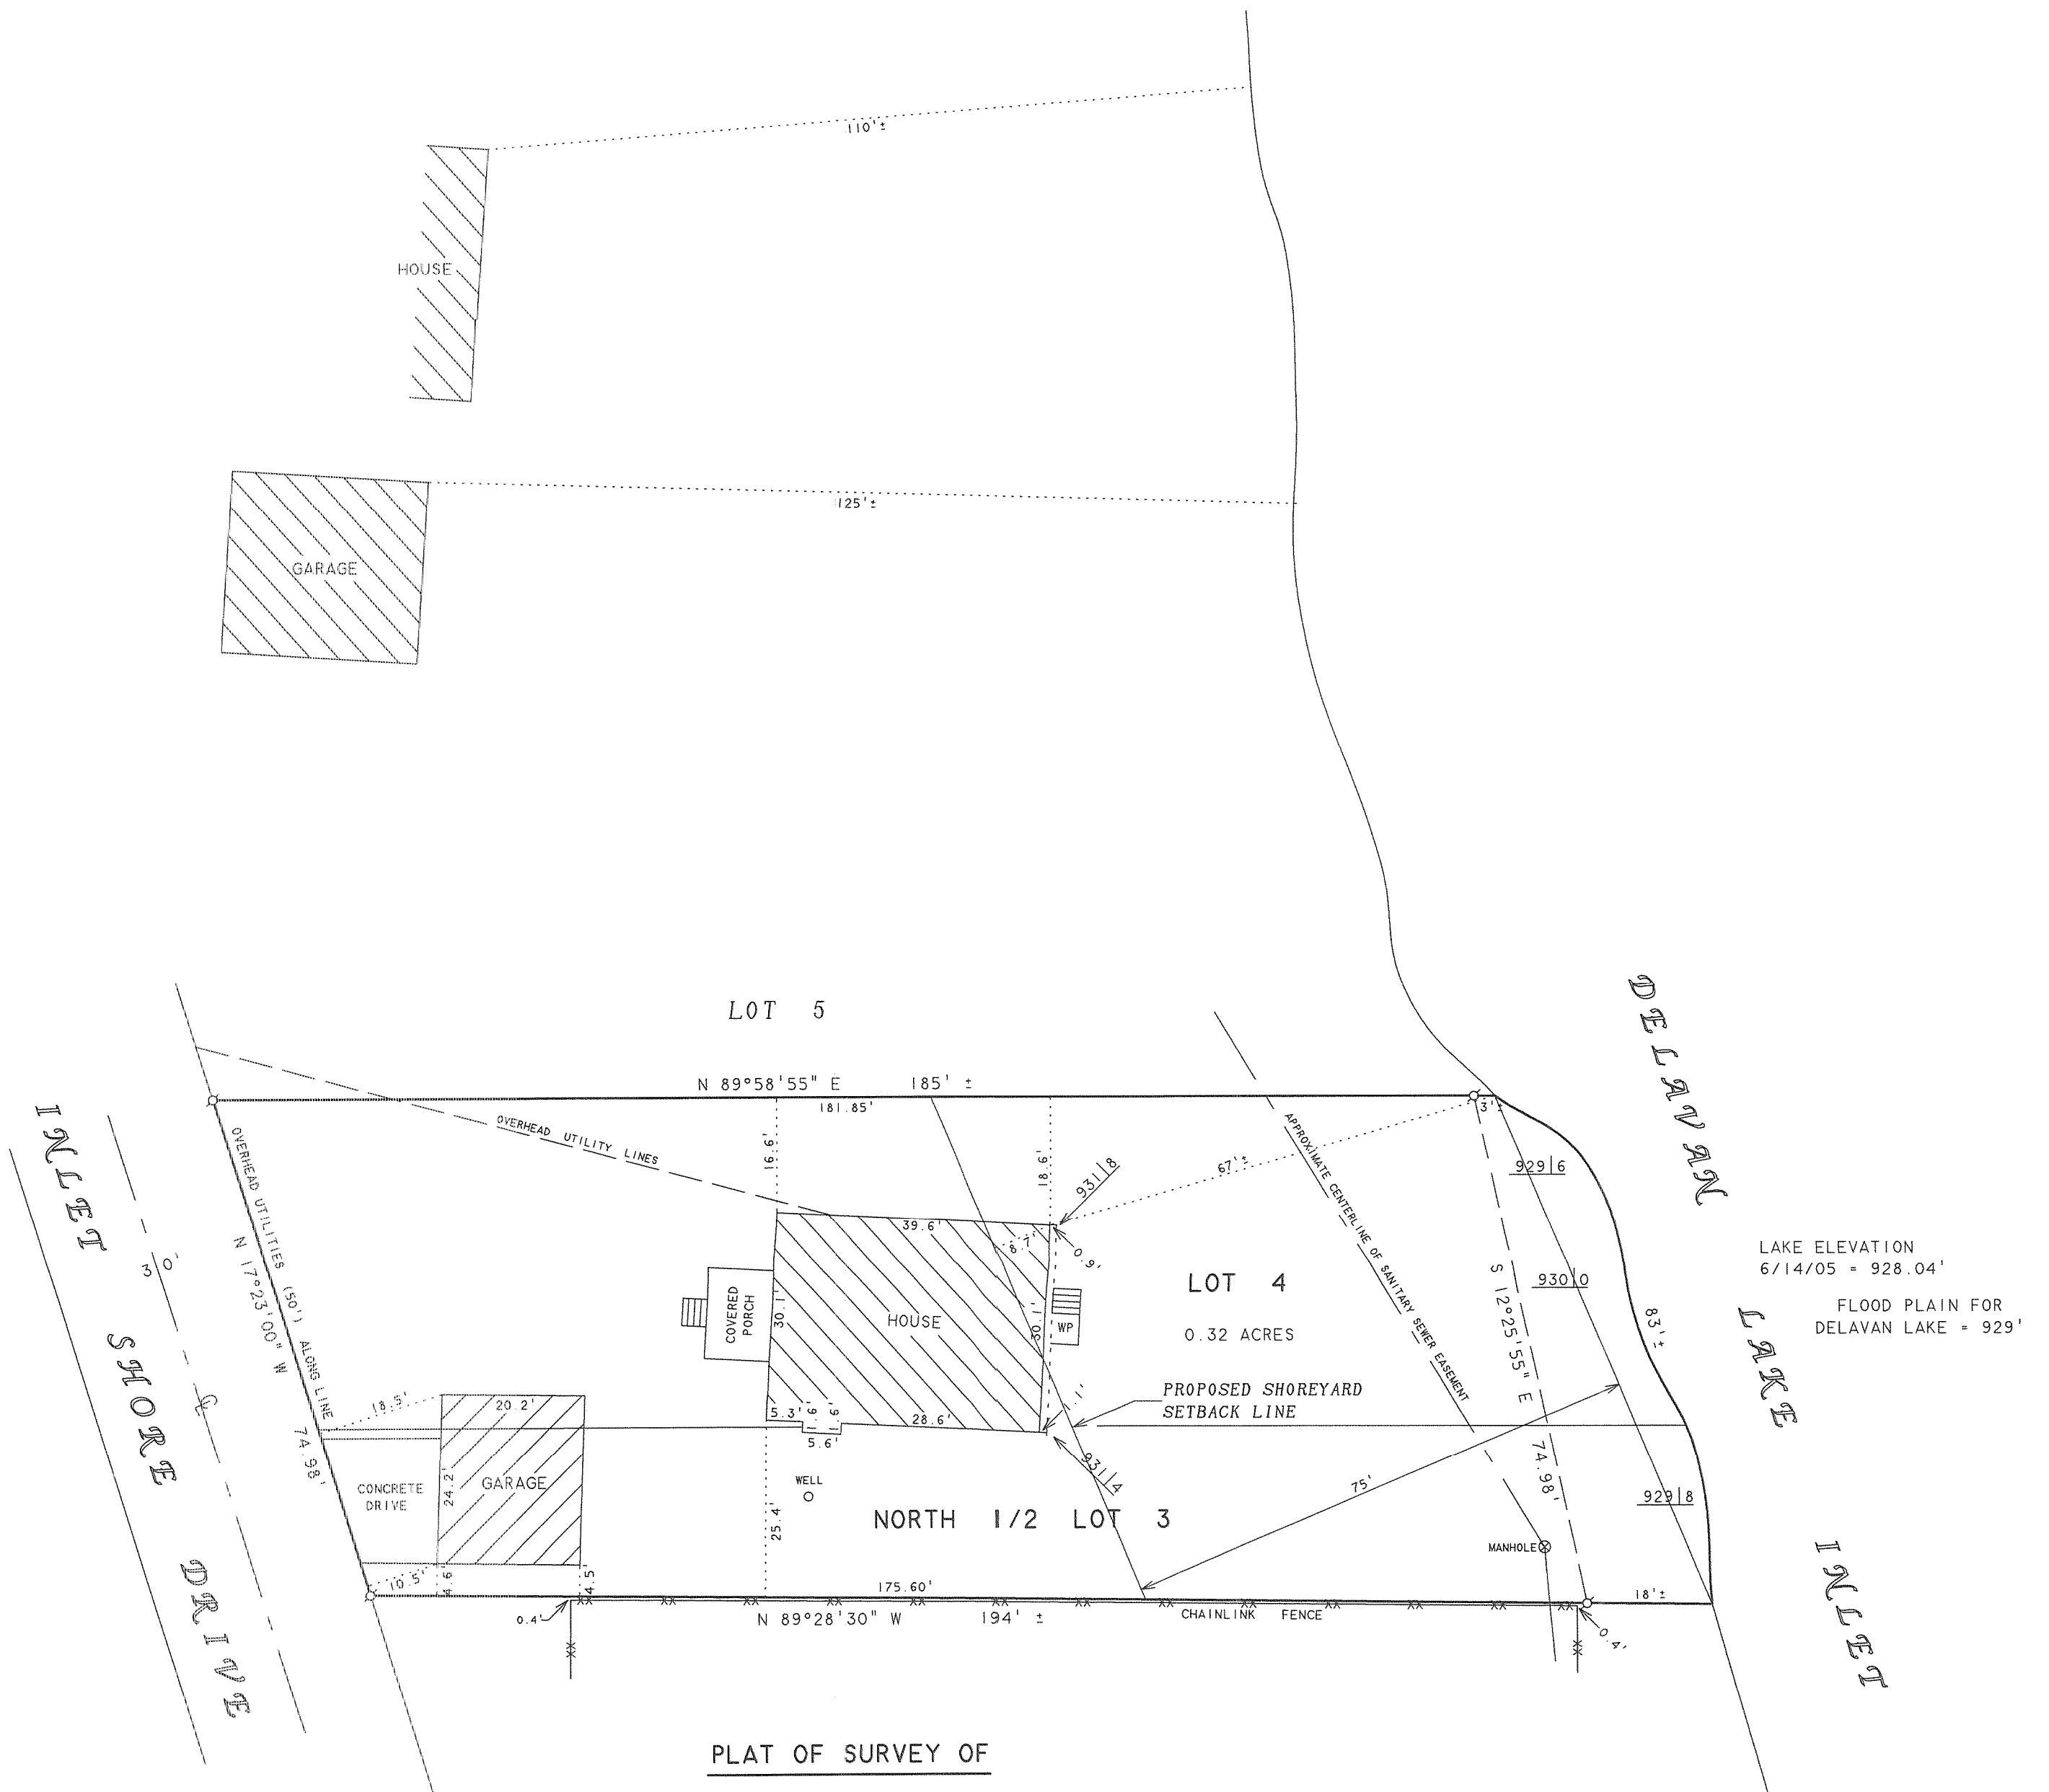 110'±
HOUSE
125'±
GARAGE
LOT 5
N 89°58'55" E 185' ±
181.85'
3'±
OVERHEAD UTILITY LINES
OVERHEAD UTILITIES (50') ALONG LINE
N 17°23'00" W 74.98'
INLET SHORE DRIVE
30'
℄
16.6'
18.6'
931|8
67'±
APPROXIMATE CENTERLINE OF SANITARY SEWER EASEMENT
929|6
DELAVAN LAKE INLET
39.6'
8.7'
0.9'
LOT 4
0.32 ACRES
S 12°25'55" E 74.98'
930|0
83'±
LAKE ELEVATION
6/14/05 = 928.04'
FLOOD PLAIN FOR
DELAVAN LAKE = 929'
COVERED
PORCH
30.1'
HOUSE
30.1'
WP
PROPOSED SHOREYARD
SETBACK LINE
18.5'
20.2'
5.3'
1.6'
1.6'
5.6'
28.6'
1.1'
931|4
75'
CONCRETE
DRIVE
24.2'
GARAGE
WELL
25.4'
NORTH 1/2 LOT 3
929|8
MANHOLE
10.5'
4.6'
4.5'
175.60'
18'±
0.4'
N 89°28'30" W 194' ±
CHAINLINK FENCE
0.4'
PLAT OF SURVEY OF